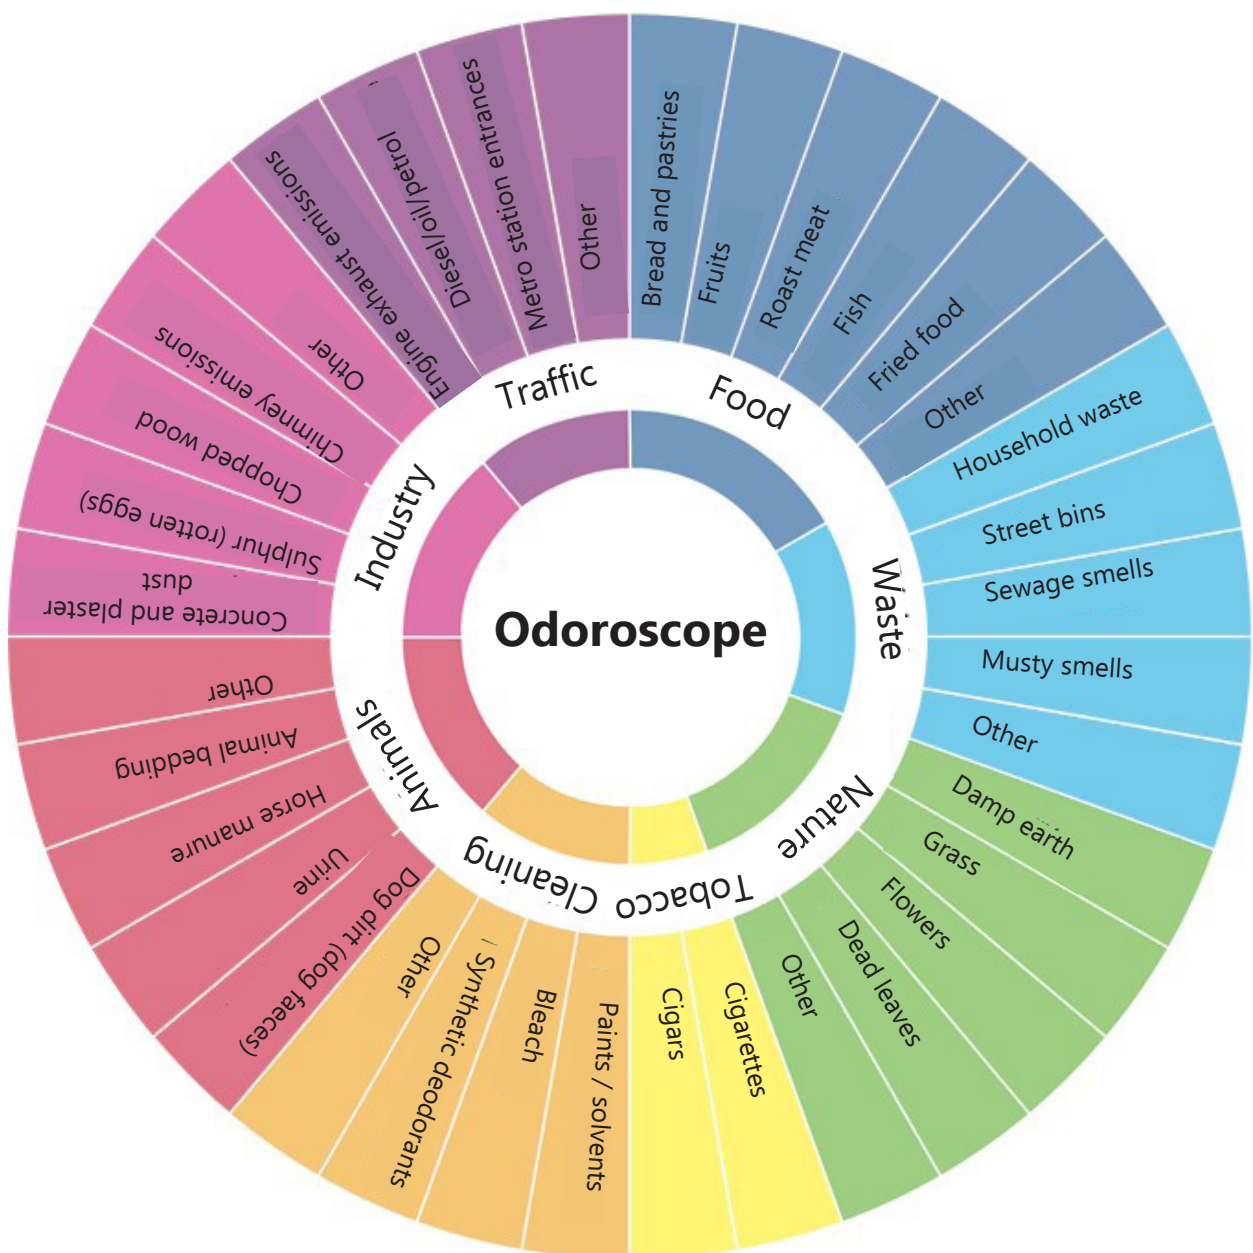 Odoroscope
Food
Bread and pastries
Fruits
Roast meat
Fish
Fried food
Other
Waste
Household waste
Street bins
Sewage smells
Musty smells
Other
Nature
Damp earth
Grass
Flowers
Dead leaves
Other
Tobacco
Cigarettes
Cigars
Cleaning
Paints / solvents
Bleach
Synthetic deodorants
Other
Animals
Dog dirt (dog faeces)
Urine
Horse manure
Animal bedding
Other
Industry
Concrete and plaster
dust
Sulphur (rotten eggs)
Chopped wood
Chimney emissions
Other
Traffic
Engine exhaust emissions
Diesel/oil/petrol
Metro station entrances
Other